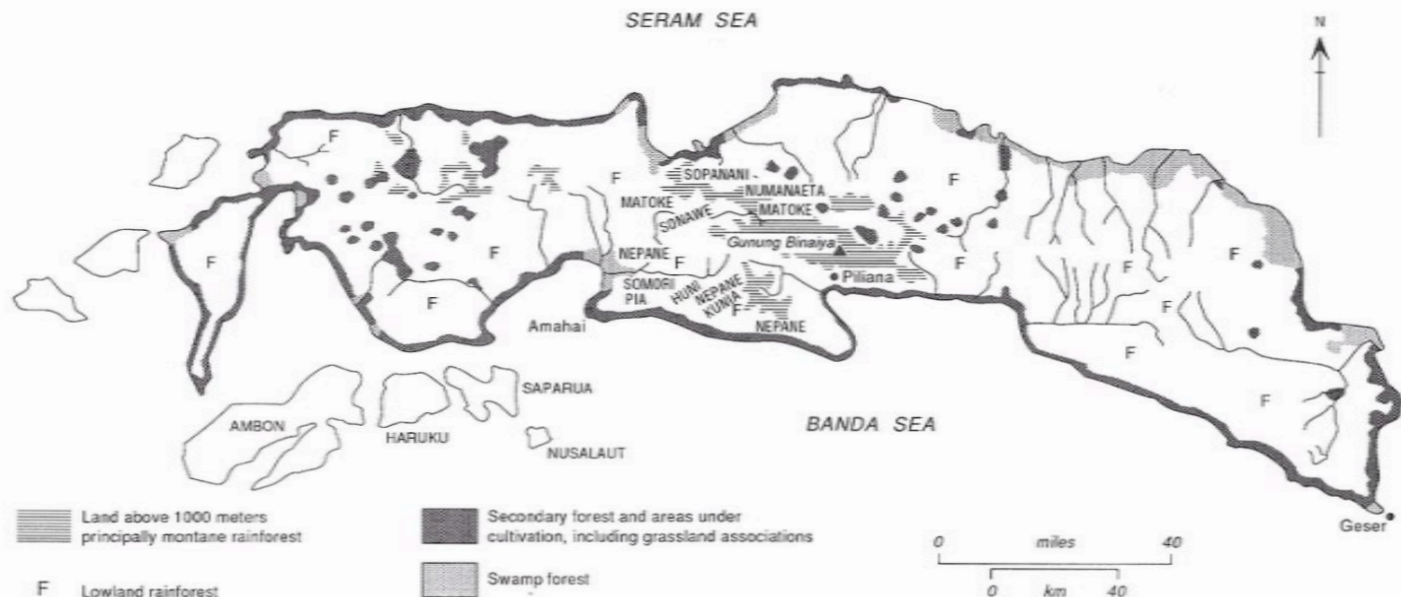 SERAM SEA
N
F
F
F
SOPANANI
NUMANAETA
MATOKE
MATOKE
SONAWE
F
F
Gunung Binaiya
NEPANE
F
F
F
Piliana
SOMORI
PIA
HUNI
NEPANE
KUNIA
F
NEPANE
F
F
F
Amahai
F
F
SAPARUA
BANDA SEA
AMBON
HARUKU
NUSALAUT
Land above 1000 meters
principally montane rainforest
Secondary forest and areas under
cultivation, including grassland associations
Geser
0 miles 40
F Lowland rainforest
Swamp forest
0 km 40